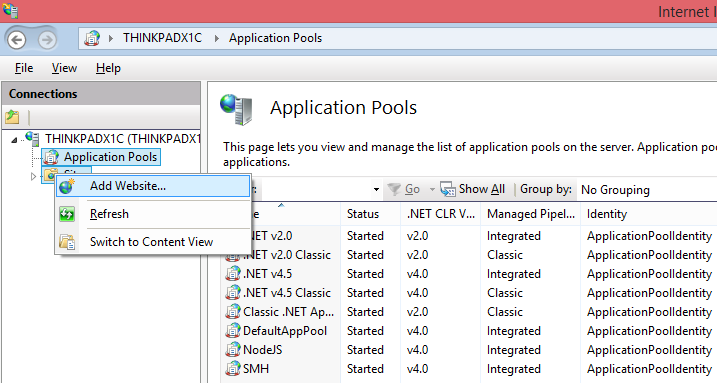 Internet I
THINKPADX1C Application Pools
File View Help
Connections
THINKPADX1C (THINKPADX1
Application Pools
Add Website...
Refresh
Switch to Content View
Application Pools
This page lets you view and manage the list of application pools on the server. Application poo
applications.
Go Show All Group by: No Grouping
Status .NET CLR V... Managed Pipel... Identity
.NET v2.0 Started v2.0 Integrated ApplicationPoolIdentity
.NET v2.0 Classic Started v2.0 Classic ApplicationPoolIdentity
.NET v4.5 Started v4.0 Integrated ApplicationPoolIdentity
.NET v4.5 Classic Started v4.0 Classic ApplicationPoolIdentity
Classic .NET Ap... Started v2.0 Classic ApplicationPoolIdentity
DefaultAppPool Started v4.0 Integrated ApplicationPoolIdentity
NodeJS Started v4.0 Integrated ApplicationPoolIdentity
SMH Started v4.0 Integrated ApplicationPoolIdentity